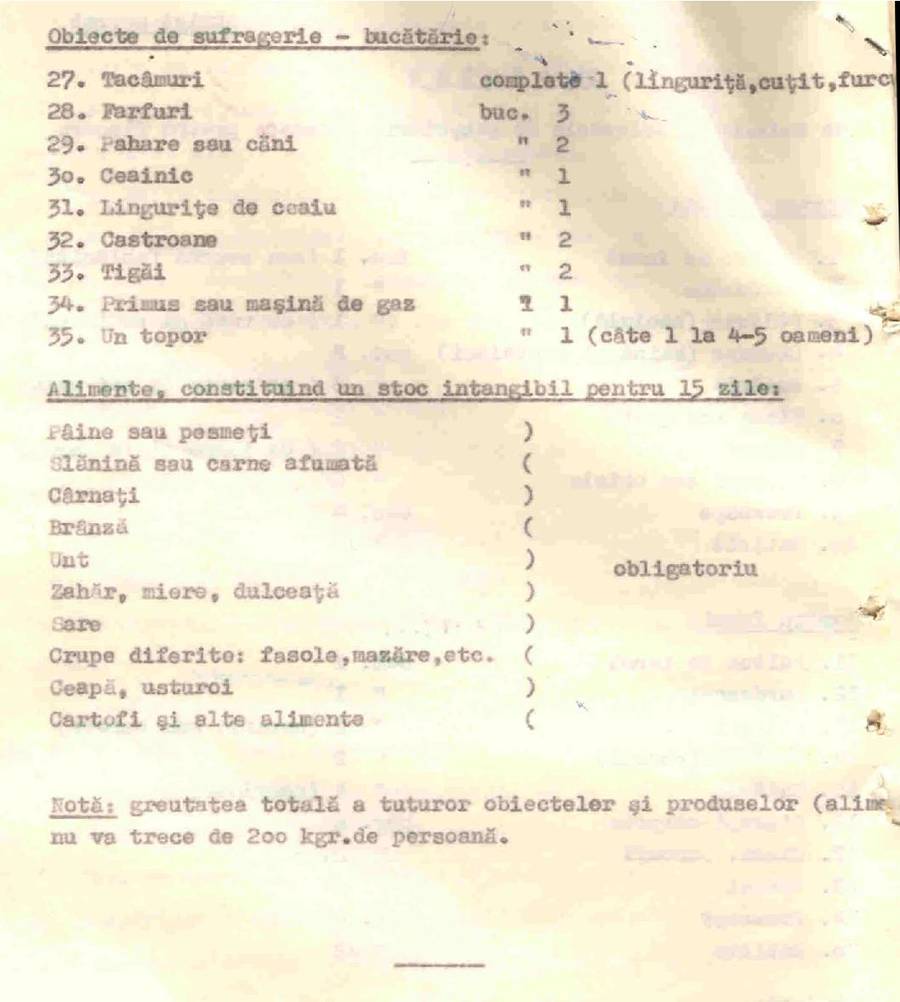 Obiecte de sufragerie - bucătărie:
27. Tacâmuri complete 1 (linguriță,cuțit,furcu
28. Farfuri buc. 3
29. Pahare sau căni " 2
3o. Ceainic " 1
31. Lingurițe de ceaiu " 1
32. Castroane " 2
33. Tigăi " 2
34. Primus sau mașină de gaz " 1
35. Un topor " 1 (câte 1 la 4-5 oameni)
Alimente, constituind un stoc intangibil pentru 15 zile:
Pâine sau pesmeți )
Slănină sau carne afumată (
Cârnați )
Brânză (
Unt )
obligatoriu
Zahăr, miere, dulceață )
Sare )
Crupe diferite: fasole,mazăre,etc. (
Ceapă, usturoi )
Cartofi și alte alimente (
Notă: greutatea totală a tuturor obiectelor și produselor (alime
nu va trece de 2oo kgr.de persoană.